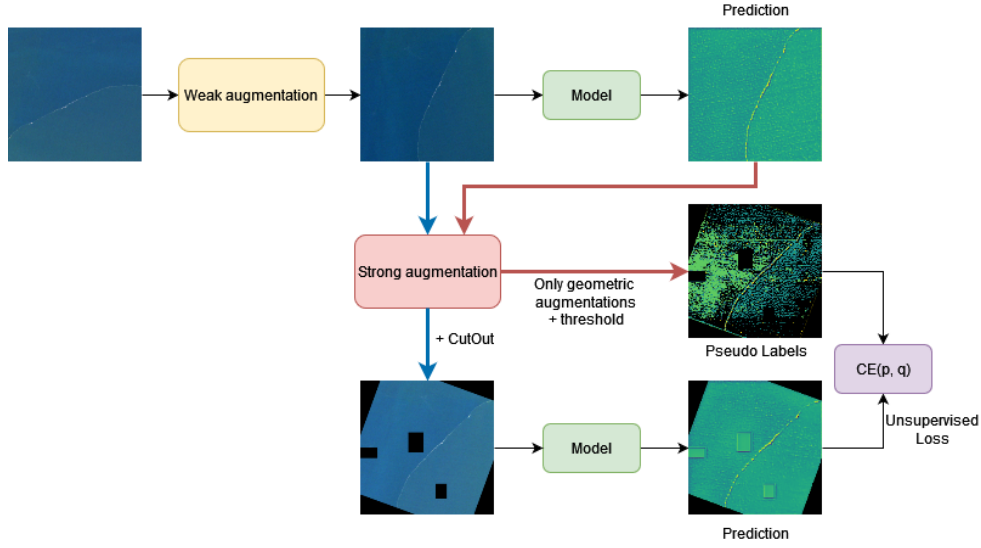 Prediction
Weak augmentation
Model
Strong augmentation
Only geometric
augmentations
+ threshold
+ CutOut
Pseudo Labels
CE(p, q)
Model
Unsupervised
Loss
Prediction